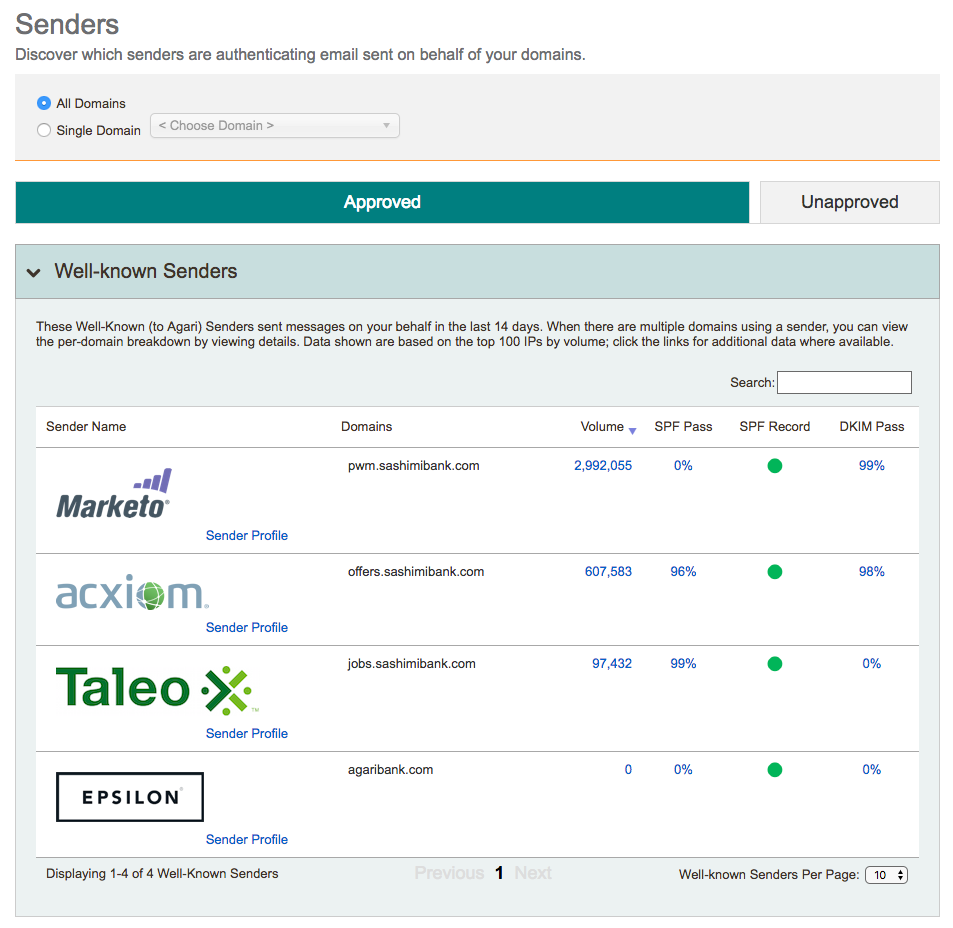 Senders
Discover which senders are authenticating email sent on behalf of your domains.
All Domains
Single Domain < Choose Domain >
Approved Unapproved
Well-known Senders
These Well-Known (to Agari) Senders sent messages on your behalf in the last 14 days. When there are multiple domains using a sender, you can view
the per-domain breakdown by viewing details. Data shown are based on the top 100 IPs by volume; click the links for additional data where available.
Search:
Sender Name Domains Volume SPF Pass SPF Record DKIM Pass
pwm.sashimibank.com 2,992,055 0% 99%
Marketo
Sender Profile
offers.sashimibank.com 607,583 96% 98%
acxiom
Sender Profile
jobs.sashimibank.com 97,432 99% 0%
Taleo ™
Sender Profile
agaribank.com 0 0% 0%
EPSILON
Sender Profile
Displaying 1-4 of 4 Well-Known Senders Previous 1 Next Well-known Senders Per Page: 10